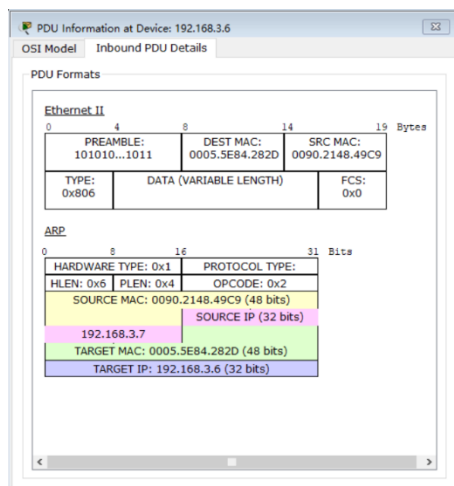 PDU Information at Device: 192.168.3.6
OSI Model Inbound PDU Details
PDU Formats
Ethernet II
0 4 8 14 19 Bytes
PREAMBLE: DEST MAC: SRC MAC:
101010...1011 0005.5E84.282D 0090.2148.49C9
TYPE: DATA (VARIABLE LENGTH) FCS:
0x806 0x0
ARP
0 8 16 31 Bits
HARDWARE TYPE: 0x1 PROTOCOL TYPE:
HLEN: 0x6 PLEN: 0x4 OPCODE: 0x2
SOURCE MAC: 0090.2148.49C9 (48 bits)
SOURCE IP (32 bits)
192.168.3.7
TARGET MAC: 0005.5E84.282D (48 bits)
TARGET IP: 192.168.3.6 (32 bits)